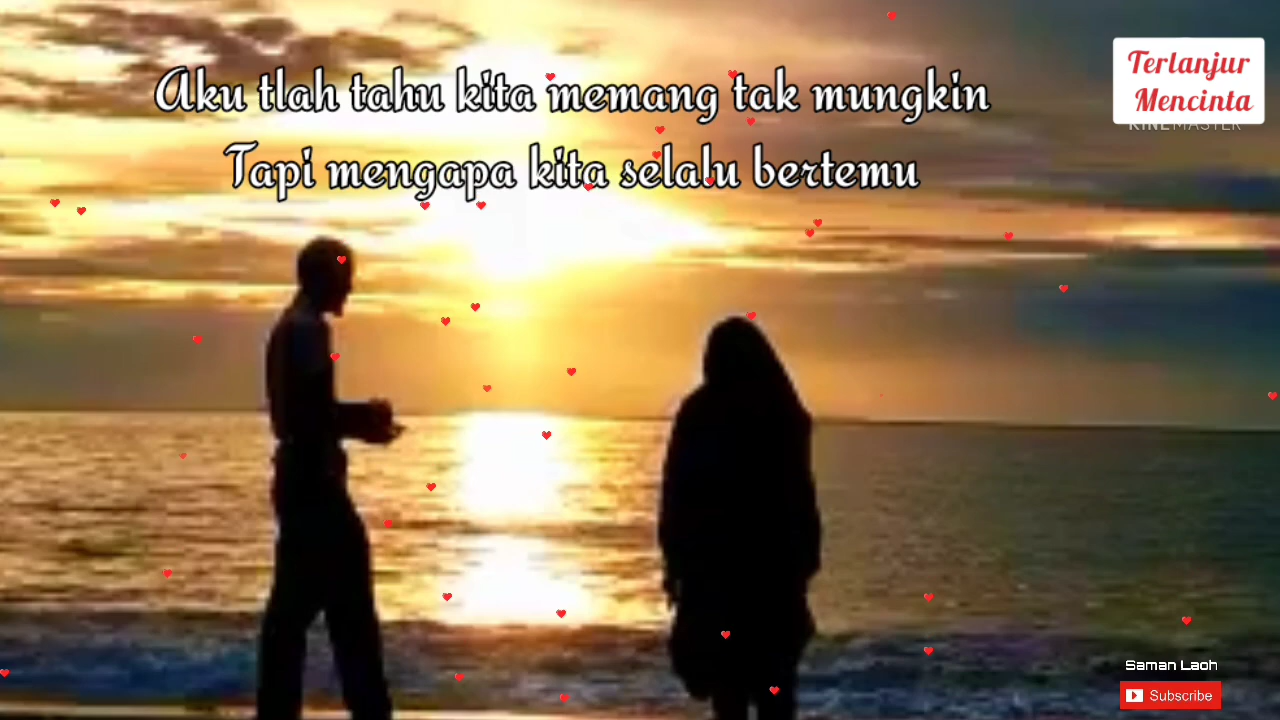 Aku tlah tahu kita memang tak mungkin
Tapi mengapa kita selalu bertemu
Terlanjur
Mencinta
KINEMASTER
Saman Laoh
Subscribe